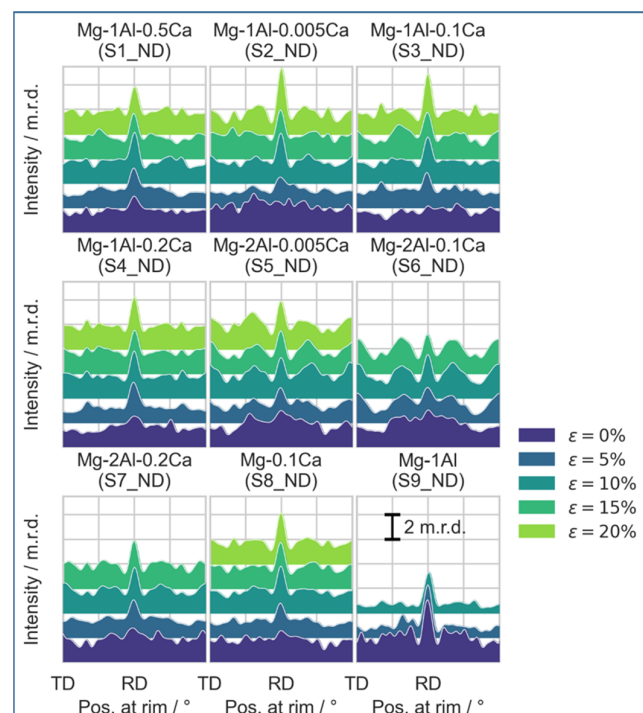 Mg-1Al-0.5Ca Mg-1Al-0.005Ca Mg-1Al-0.1Ca
(S1_ND) (S2_ND) (S3_ND)
Intensity / m.r.d.
Mg-1Al-0.2Ca Mg-2Al-0.005Ca Mg-2Al-0.1Ca
(S4_ND) (S5_ND) (S6_ND)
Intensity / m.r.d.
ε = 0%
ε = 5%
ε = 10%
ε = 15%
ε = 20%
Mg-2Al-0.2Ca Mg-0.1Ca Mg-1Al
(S7_ND) (S8_ND) (S9_ND)
Intensity / m.r.d.
2 m.r.d.
TD RD TD RD TD RD
Pos. at rim / ° Pos. at rim / ° Pos. at rim / °